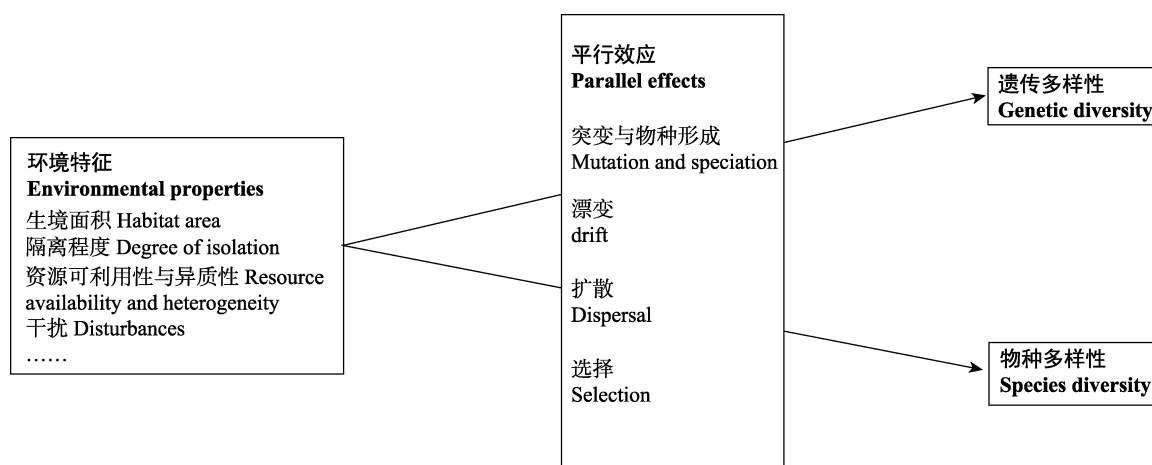 环境特征
Environmental properties
生境面积 Habitat area
隔离程度 Degree of isolation
资源可利用性与异质性 Resource
availability and heterogeneity
干扰 Disturbances
……
平行效应
Parallel effects
突变与物种形成
Mutation and speciation
漂变
drift
扩散
Dispersal
选择
Selection
遗传多样性
Genetic diversity
物种多样性
Species diversity